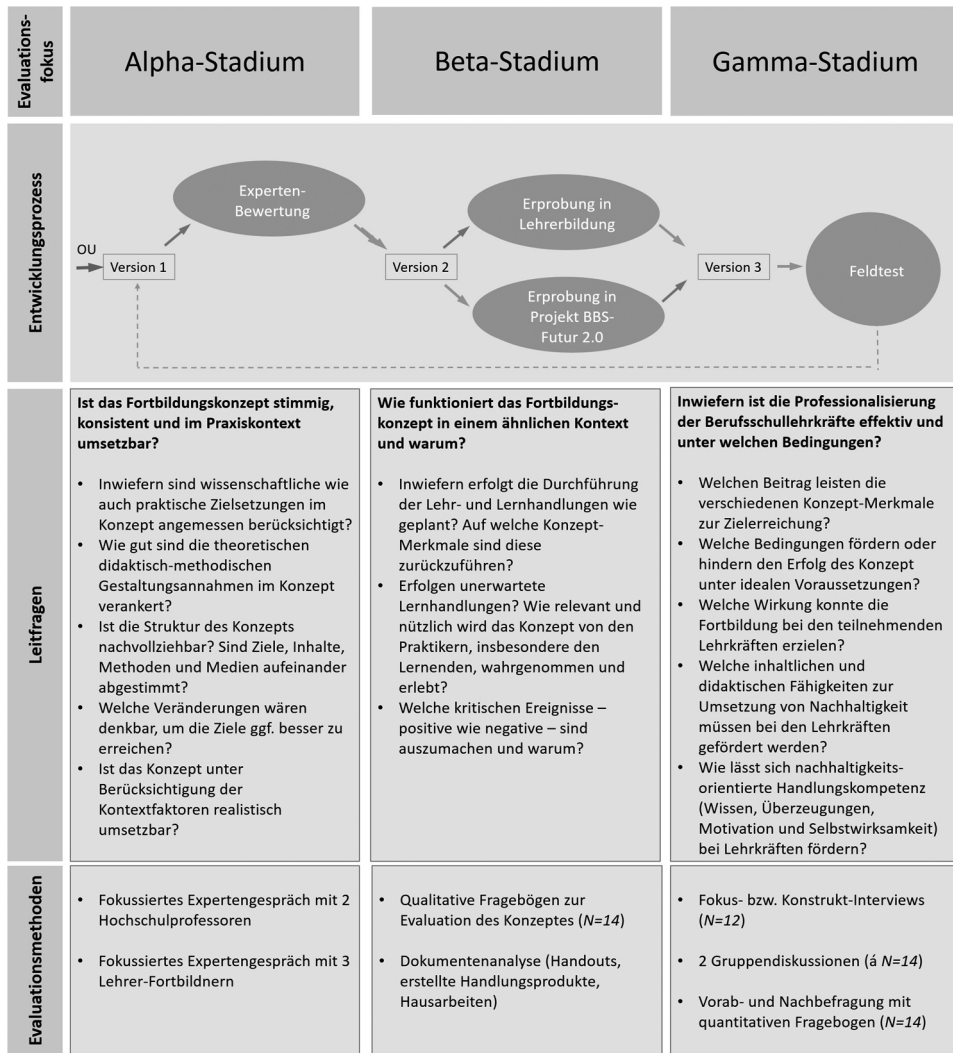 Evaluations-
fokus
Alpha-Stadium
Beta-Stadium
Gamma-Stadium
Entwicklungsprozess
OU
Version 1
Experten-
Bewertung
Version 2
Erprobung in
Lehrerbildung
Erprobung in
Projekt BBS-
Futur 2.0
Version 3
Feldtest
Leitfragen
Ist das Fortbildungskonzept stimmig,
konsistent und im Praxiskontext
umsetzbar?
• Inwiefern sind wissenschaftliche wie
auch praktische Zielsetzungen im
Konzept angemessen berücksichtigt?
• Wie gut sind die theoretischen
didaktisch-methodischen
Gestaltungsannahmen im Konzept
verankert?
• Ist die Struktur des Konzepts
nachvollziehbar? Sind Ziele, Inhalte,
Methoden und Medien aufeinander
abgestimmt?
• Welche Veränderungen wären
denkbar, um die Ziele ggf. besser zu
erreichen?
• Ist das Konzept unter
Berücksichtigung der
Kontextfaktoren realistisch
umsetzbar?
Wie funktioniert das Fortbildungs-
konzept in einem ähnlichen Kontext
und warum?
• Inwiefern erfolgt die Durchführung
der Lehr- und Lernhandlungen wie
geplant? Auf welche Konzept-
Merkmale sind diese
zurückzuführen?
• Erfolgen unerwartete
Lernhandlungen? Wie relevant und
nützlich wird das Konzept von den
Praktikern, insbesondere den
Lernenden, wahrgenommen und
erlebt?
• Welche kritischen Ereignisse –
positive wie negative – sind
auszumachen und warum?
Inwiefern ist die Professionalisierung
der Berufsschullehrkräfte effektiv und
unter welchen Bedingungen?
• Welchen Beitrag leisten die
verschiedenen Konzept-Merkmale
zur Zielerreichung?
• Welche Bedingungen fördern oder
hindern den Erfolg des Konzept
unter idealen Voraussetzungen?
• Welche Wirkung konnte die
Fortbildung bei den teilnehmenden
Lehrkräften erzielen?
• Welche inhaltlichen und
didaktischen Fähigkeiten zur
Umsetzung von Nachhaltigkeit
müssen bei den Lehrkräften
gefördert werden?
• Wie lässt sich nachhaltigkeits-
orientierte Handlungskompetenz
(Wissen, Überzeugungen,
Motivation und Selbstwirksamkeit)
bei Lehrkräften fördern?
Evaluationsmethoden
• Fokussiertes Expertengespräch mit 2
Hochschulprofessoren
• Fokussiertes Expertengespräch mit 3
Lehrer-Fortbildnern
• Qualitative Fragebögen zur
Evaluation des Konzeptes (N=14)
• Dokumentenanalyse (Handouts,
erstellte Handlungsprodukte,
Hausarbeiten)
• Fokus- bzw. Konstrukt-Interviews
(N=12)
• 2 Gruppendiskussionen (á N=14)
• Vorab- und Nachbefragung mit
quantitativen Fragebogen (N=14)